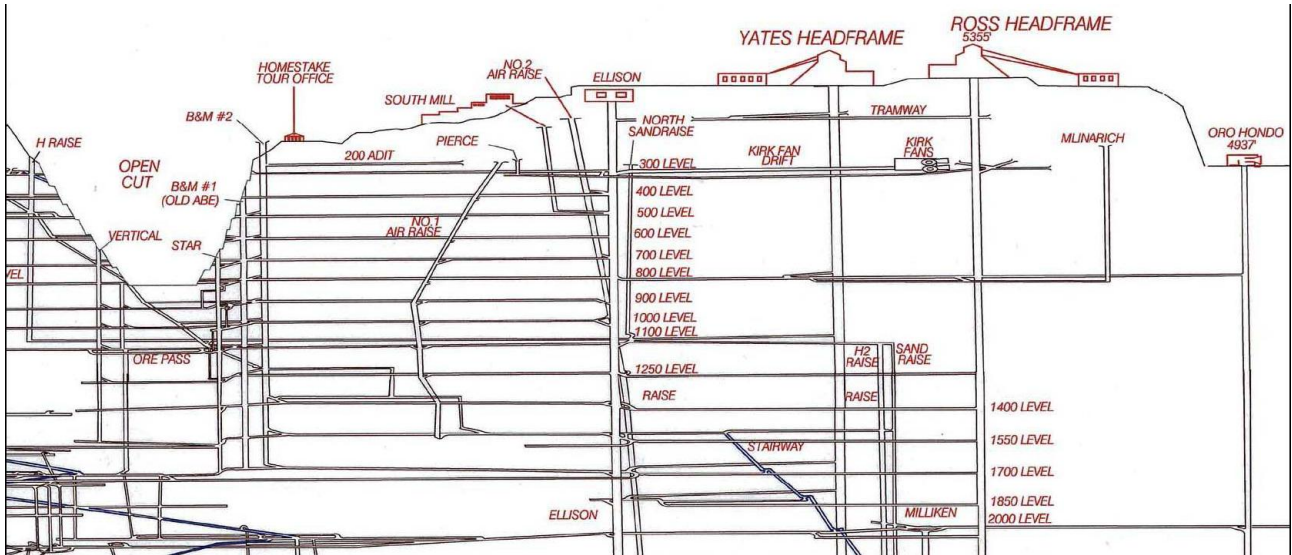 YATES HEADFRAME
ROSS HEADFRAME
5355'
HOMESTAKE
TOUR OFFICE
NO.2
AIR RAISE
ELLISON
SOUTH MILL
B&M #2
NORTH
SANDRAISE
TRAMWAY
MLINARICH
ORO HONDO
4937'
H RAISE
OPEN
CUT
200 ADIT
PIERCE
300 LEVEL
KIRK FAN
DRIFT
KIRK
FANS
B&M #1
(OLD ABE)
400 LEVEL
500 LEVEL
NO.1
AIR RAISE
600 LEVEL
VERTICAL
STAR
700 LEVEL
VEL
800 LEVEL
900 LEVEL
1000 LEVEL
1100 LEVEL
ORE PASS
H2
RAISE
SAND
RAISE
1250 LEVEL
RAISE
RAISE
1400 LEVEL
STAIRWAY
1550 LEVEL
1700 LEVEL
1850 LEVEL
ELLISON
MILLIKEN
2000 LEVEL